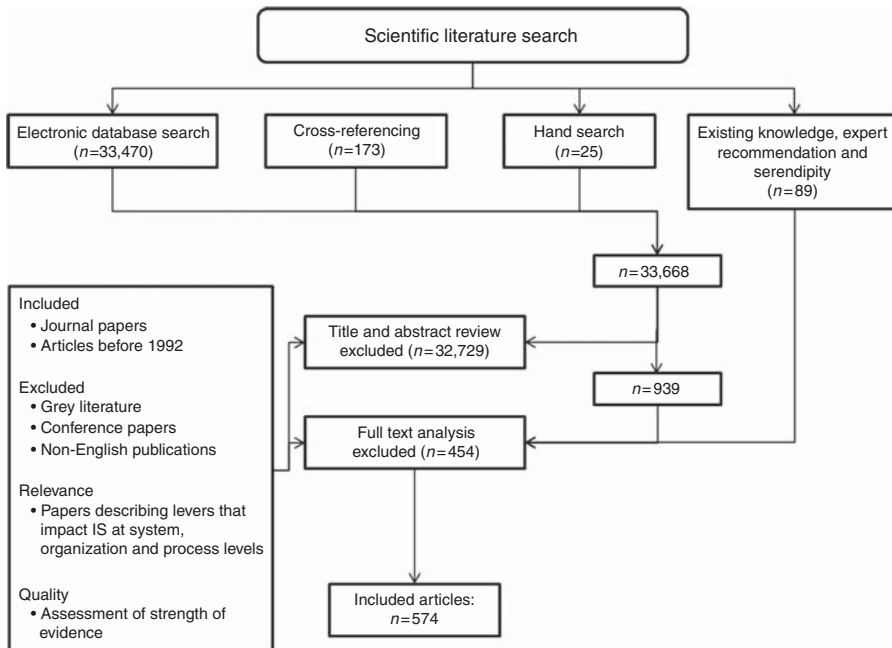 Scientific literature search
Electronic database search
(n=33,470)
Cross-referencing
(n=173)
Hand search
(n=25)
Existing knowledge, expert
recommendation and
serendipity
(n=89)
n=33,668
Included
• Journal papers
• Articles before 1992
Excluded
• Grey literature
• Conference papers
• Non-English publications
Relevance
• Papers describing levers that
impact IS at system,
organization and process levels
Quality
• Assessment of strength of
evidence
Title and abstract review
excluded (n=32,729)
n=939
Full text analysis
excluded (n=454)
Included articles:
n=574